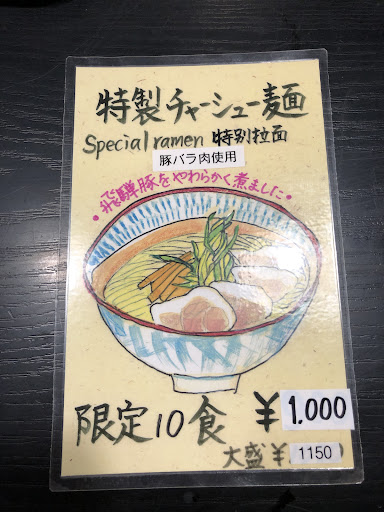 特製チャーシュー麺
Special ramen 特别拉面
豚バラ肉使用
・飛騨豚をやわらかく煮ました・
限定10食 ¥1.000
大盛 ¥1150